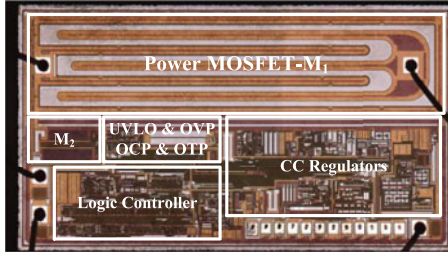 Power MOSFET-M₁
M₂
UVLO & OVP
OCP & OTP
CC Regulators
Logic Controller